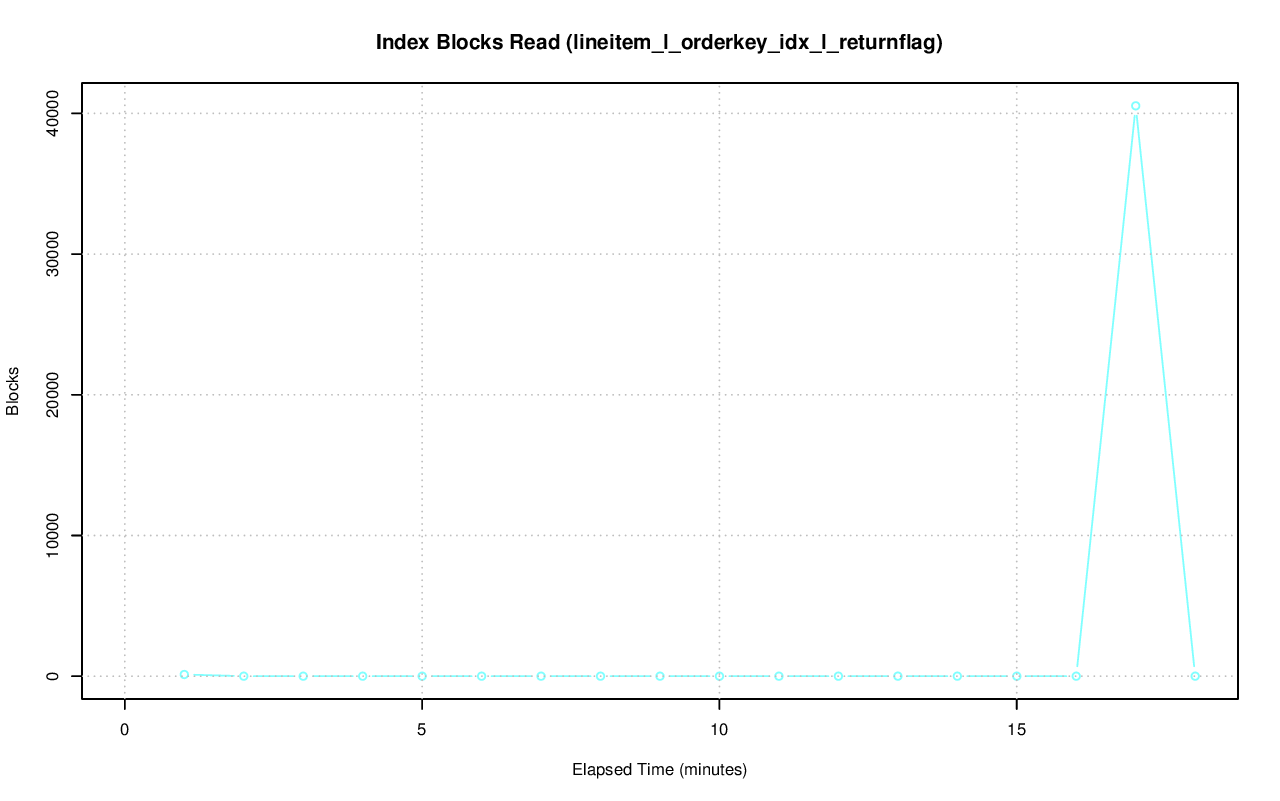 Index Blocks Read (lineitem_l_orderkey_idx_l_returnflag)
40000
30000
20000
10000
0
Blocks
0 5 10 15
Elapsed Time (minutes)